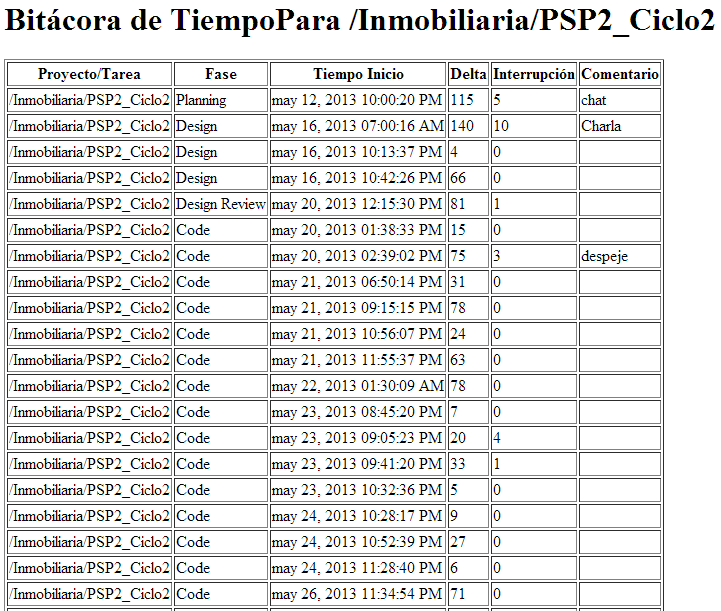 Bitácora de TiempoPara /Inmobiliaria/PSP2_Ciclo2
Proyecto/Tarea Fase Tiempo Inicio Delta Interrupción Comentario
/Inmobiliaria/PSP2_Ciclo2 Planning may 12, 2013 10:00:20 PM 115 5 chat
/Inmobiliaria/PSP2_Ciclo2 Design may 16, 2013 07:00:16 AM 140 10 Charla
/Inmobiliaria/PSP2_Ciclo2 Design may 16, 2013 10:13:37 PM 4 0
/Inmobiliaria/PSP2_Ciclo2 Design may 16, 2013 10:42:26 PM 66 0
/Inmobiliaria/PSP2_Ciclo2 Design Review may 20, 2013 12:15:30 PM 81 1
/Inmobiliaria/PSP2_Ciclo2 Code may 20, 2013 01:38:33 PM 15 0
/Inmobiliaria/PSP2_Ciclo2 Code may 20, 2013 02:39:02 PM 75 3 despeje
/Inmobiliaria/PSP2_Ciclo2 Code may 21, 2013 06:50:14 PM 31 0
/Inmobiliaria/PSP2_Ciclo2 Code may 21, 2013 09:15:15 PM 78 0
/Inmobiliaria/PSP2_Ciclo2 Code may 21, 2013 10:56:07 PM 24 0
/Inmobiliaria/PSP2_Ciclo2 Code may 21, 2013 11:55:37 PM 63 0
/Inmobiliaria/PSP2_Ciclo2 Code may 22, 2013 01:30:09 AM 78 0
/Inmobiliaria/PSP2_Ciclo2 Code may 23, 2013 08:45:20 PM 7 0
/Inmobiliaria/PSP2_Ciclo2 Code may 23, 2013 09:05:23 PM 20 4
/Inmobiliaria/PSP2_Ciclo2 Code may 23, 2013 09:41:20 PM 33 1
/Inmobiliaria/PSP2_Ciclo2 Code may 23, 2013 10:32:36 PM 5 0
/Inmobiliaria/PSP2_Ciclo2 Code may 24, 2013 10:28:17 PM 9 0
/Inmobiliaria/PSP2_Ciclo2 Code may 24, 2013 10:52:39 PM 27 0
/Inmobiliaria/PSP2_Ciclo2 Code may 24, 2013 11:28:40 PM 6 0
/Inmobiliaria/PSP2_Ciclo2 Code may 26, 2013 11:34:54 PM 71 0